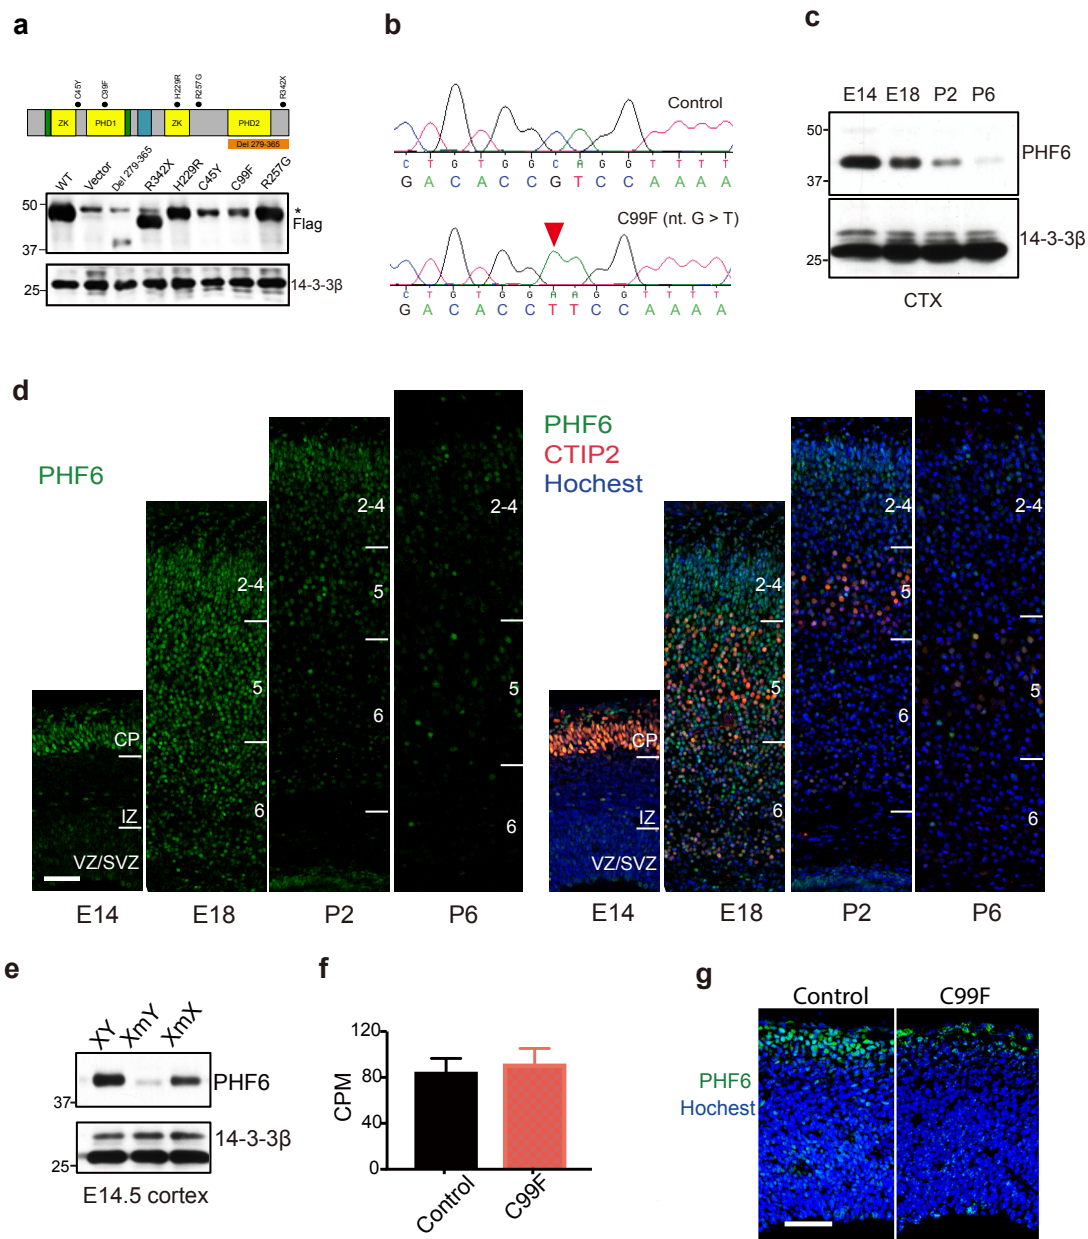 a
C45Y
C99F
H229R
R257G
R342X
ZK
PHD1
ZK
PHD2
Del 279-365
WT
Vector
Del 279-365
R342X
H229R
C45Y
C99F
R257G
50
*
Flag
37
14-3-3β
25
b
Control
C T G T G G C A G G T T T T
G A C A C C G T C C A A A A
C99F (nt. G > T)
C T G T G G A A G G T T T T
G A C A C C T T C C A A A A
c
E14 E18 P2 P6
50
PHF6
37
14-3-3β
25
CTX
d
PHF6
PHF6
CTIP2
Hochest
CP
IZ
VZ/SVZ
2-4
5
6
2-4
5
6
2-4
5
6
CP
IZ
VZ/SVZ
2-4
5
6
2-4
5
6
2-4
5
6
E14 E18 P2 P6
E14 E18 P2 P6
e
XY
XmY
XmX
PHF6
37
14-3-3β
25
E14.5 cortex
f
CPM
120
80
40
0
Control
C99F
g
Control C99F
PHF6
Hochest